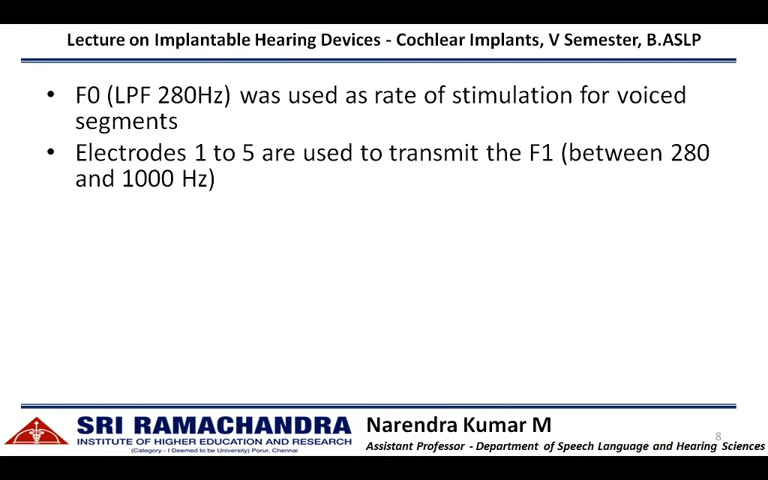 Lecture on Implantable Hearing Devices - Cochlear Implants, V Semester, B.ASLP
• F0 (LPF 280Hz) was used as rate of stimulation for voiced
segments
• Electrodes 1 to 5 are used to transmit the F1 (between 280
and 1000 Hz)
SRI RAMACHANDRA
INSTITUTE OF HIGHER EDUCATION AND RESEARCH
(Category - I Deemed to be University) Porur, Chennai
Narendra Kumar M
8
Assistant Professor - Department of Speech Language and Hearing Sciences